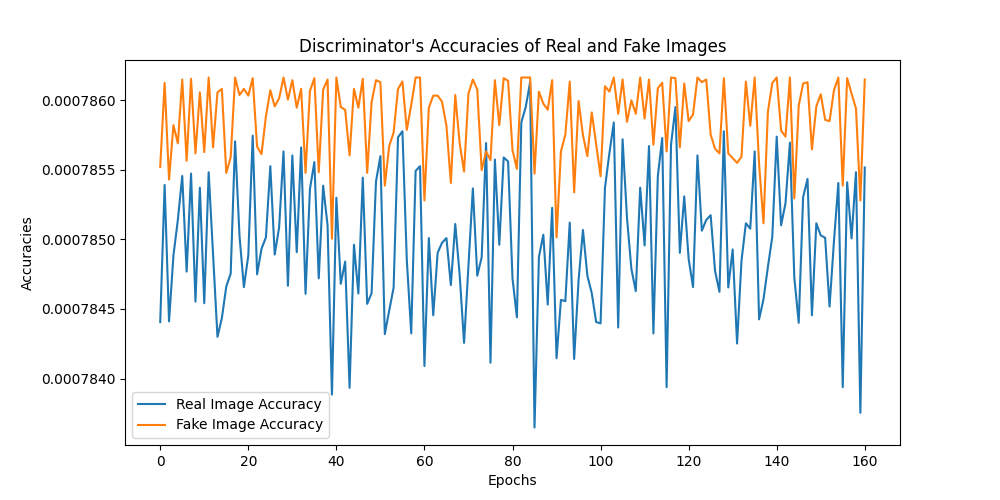 Discriminator's Accuracies of Real and Fake Images
0.0007860
0.0007855
0.0007850
0.0007845
0.0007840
Accuracies
Real Image Accuracy
Fake Image Accuracy
0 20 40 60 80 100 120 140 160
Epochs